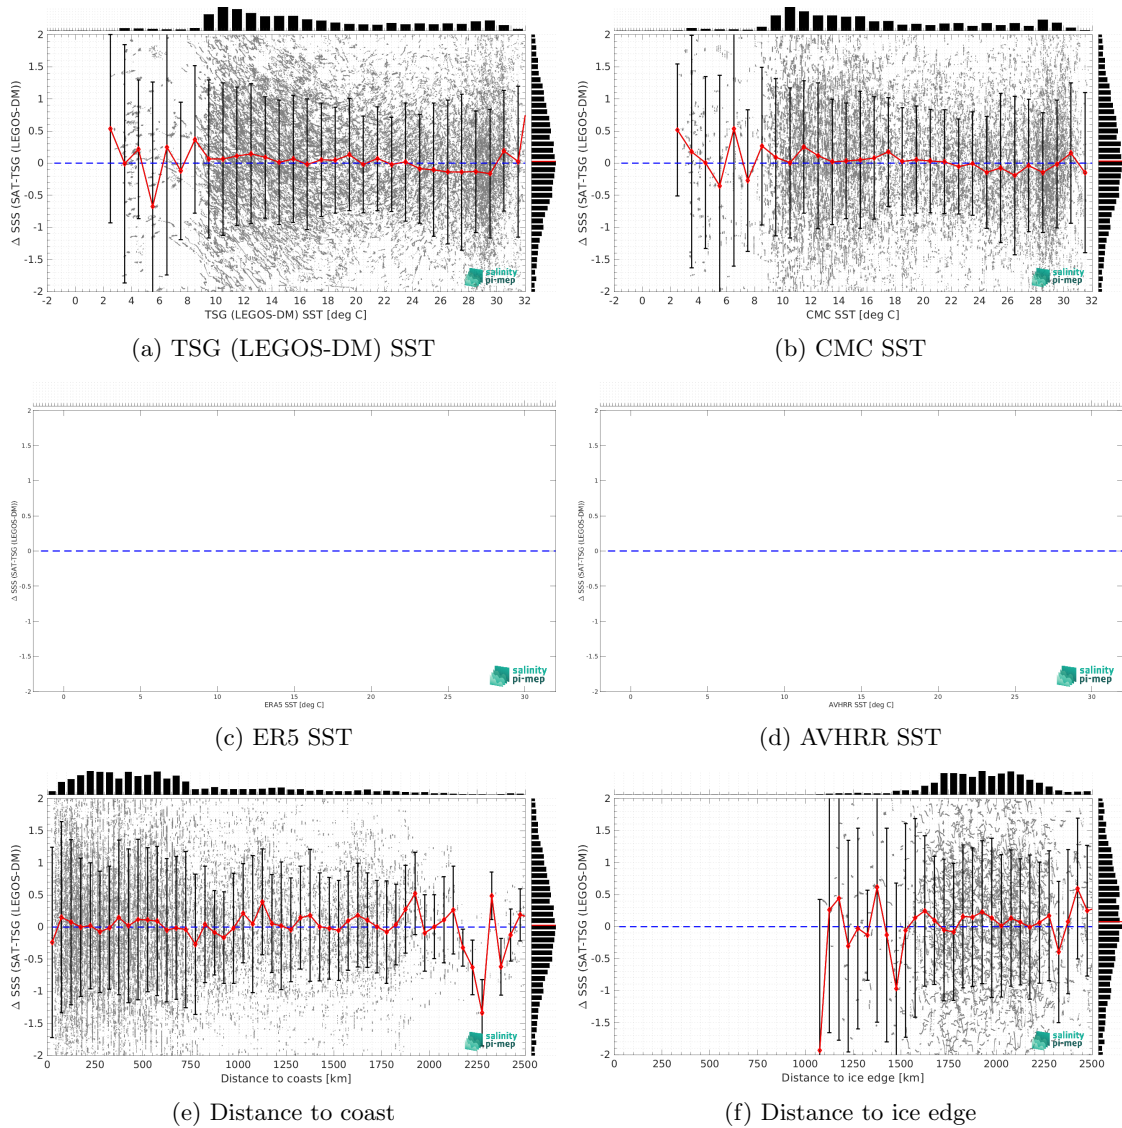 2
1.5
1
0.5
0
-0.5
-1
-1.5
-2
Δ SSS (SAT-TSG (LEGOS-DM))
salinity
pi-mep
-2 0 2 4 6 8 10 12 14 16 18 20 22 24 26 28 30 32
TSG (LEGOS-DM) SST [deg C]
(a) TSG (LEGOS-DM) SST
2
1.5
1
0.5
0
-0.5
-1
-1.5
-2
Δ SSS (SAT-TSG (LEGOS-DM))
salinity
pi-mep
-2 0 2 4 6 8 10 12 14 16 18 20 22 24 26 28 30 32
CMC SST [deg C]
(b) CMC SST
2
1.5
1
0.5
0
-0.5
-1
-1.5
-2
Δ SSS (SAT-TSG (LEGOS-DM))
salinity
pi-mep
0 5 10 15 20 25 30
ERA5 SST [deg C]
(c) ER5 SST
2
1.5
1
0.5
0
-0.5
-1
-1.5
-2
Δ SSS (SAT-TSG (LEGOS-DM))
salinity
pi-mep
0 5 10 15 20 25 30
AVHRR SST [deg C]
(d) AVHRR SST
2
1.5
1
0.5
0
-0.5
-1
-1.5
-2
Δ SSS (SAT-TSG (LEGOS-DM))
salinity
pi-mep
0 250 500 750 1000 1250 1500 1750 2000 2250 2500
Distance to coasts [km]
(e) Distance to coast
2
1.5
1
0.5
0
-0.5
-1
-1.5
-2
Δ SSS (SAT-TSG (LEGOS-DM))
salinity
pi-mep
0 250 500 750 1000 1250 1500 1750 2000 2250 2500
Distance to ice edge [km]
(f) Distance to ice edge